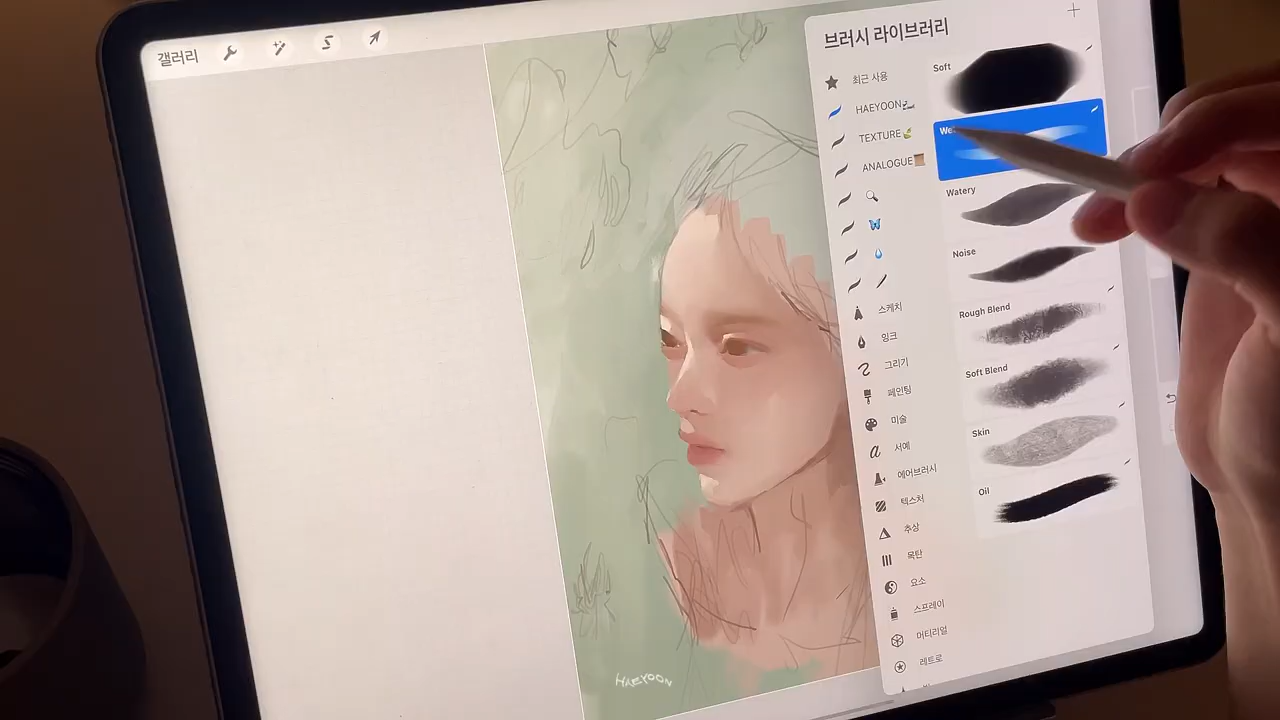 갤러리
브러시 라이브러리
최근 사용
HAEYOON
TEXTURE
ANALOGUE
스케치
잉크
그리기
페인팅
미술
서예
에어브러시
텍스처
추상
목탄
요소
스프레이
머티리얼
레트로
Soft
Watery
Noise
Rough Blend
Soft Blend
Skin
Oil
HAEYOON